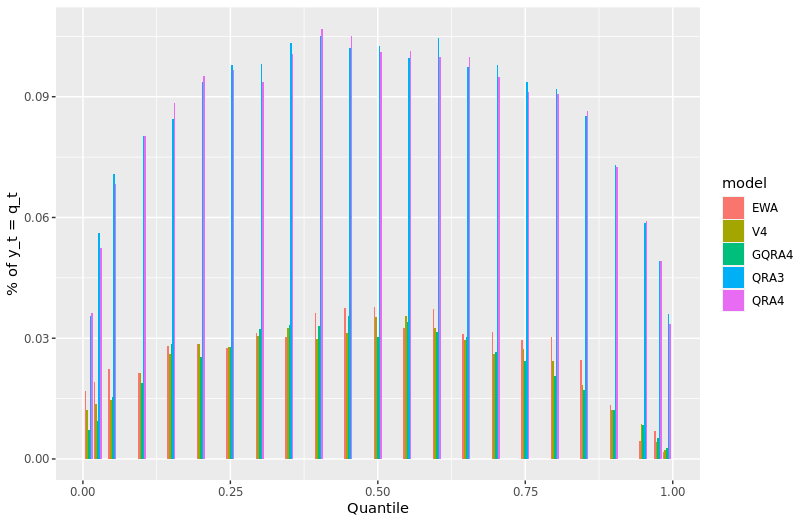 % of y_t = q_t
0.09
0.06
0.03
0.00
0.00 0.25 0.50 0.75 1.00
Quantile
model
EWA
V4
GQRA4
QRA3
QRA4